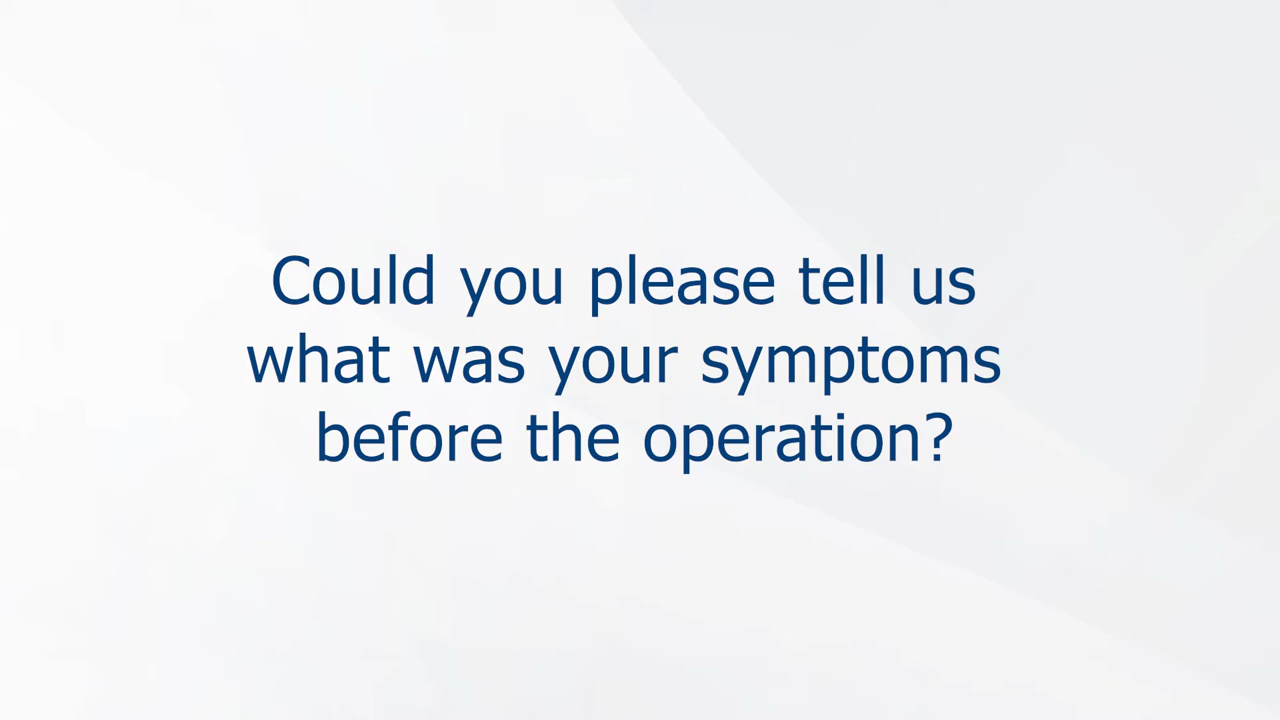 Could you please tell us
what was your symptoms
before the operation?